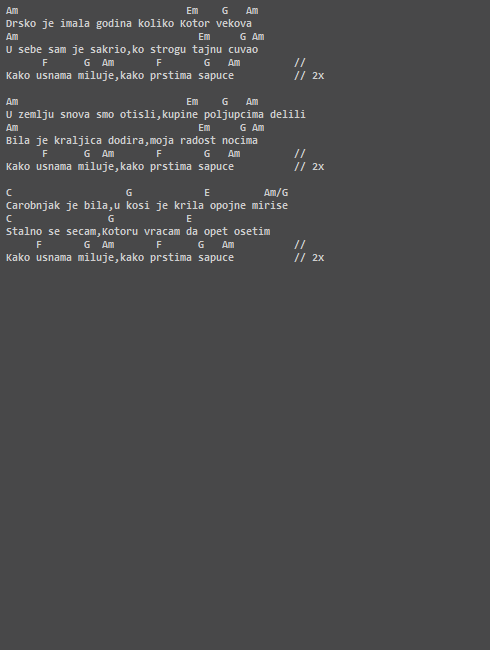 Am                            Em    G   Am
Drsko je imala godina koliko Kotor vekova
Am                              Em     G Am
U sebe sam je sakrio,ko strogu tajnu cuvao
      F      G  Am       F       G   Am         //
Kako usnama miluje,kako prstima sapuce          // 2x

Am                            Em    G   Am
U zemlju snova smo otisli,kupine poljupcima delili
Am                              Em     G Am
Bila je kraljica dodira,moja radost nocima
      F      G  Am       F       G   Am         //
Kako usnama miluje,kako prstima sapuce          // 2x

C                   G            E         Am/G
Carobnjak je bila,u kosi je krila opojne mirise
C                G            E
Stalno se secam,Kotoru vracam da opet osetim
     F       G  Am       F      G   Am          //
Kako usnama miluje,kako prstima sapuce          // 2x